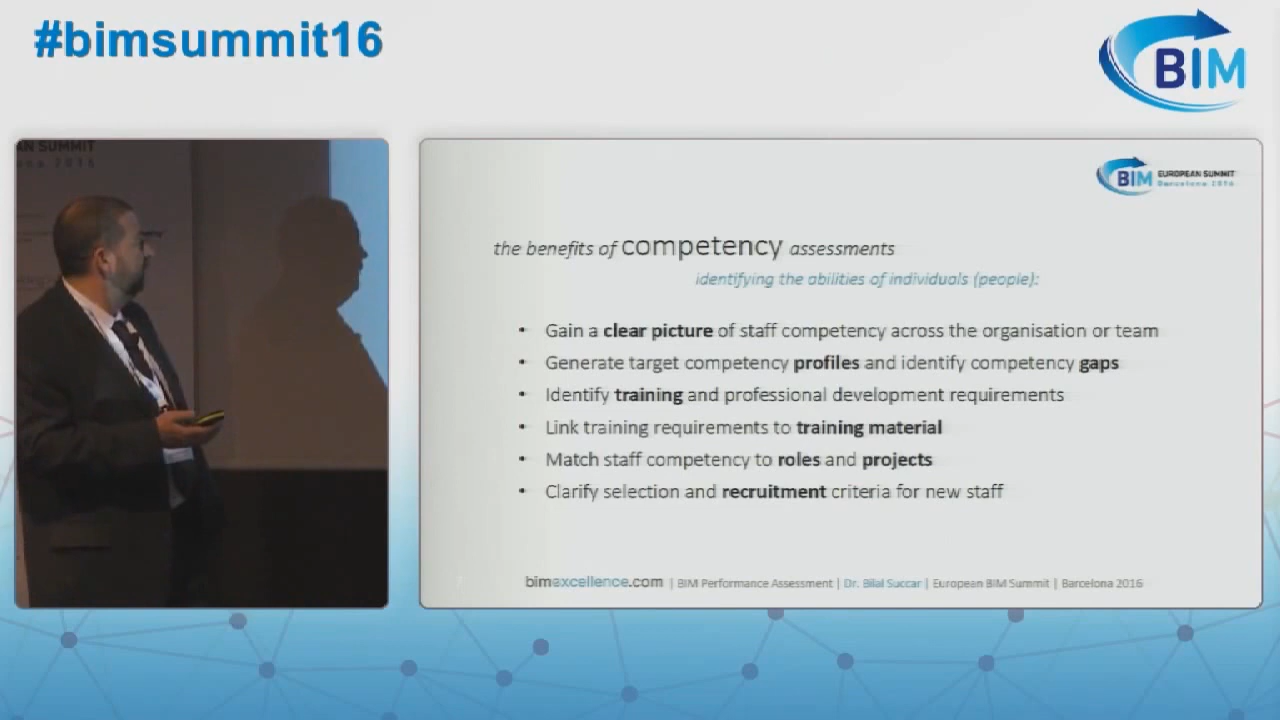 #bimsummit16
BIM
AN SUMMIT
BIM EUROPEAN SUMMIT
Barcelona 2016
the benefits of competency assessments
identifying the abilities of individuals (people):
• Gain a clear picture of staff competency across the organisation or team
• Generate target competency profiles and identify competency gaps
• Identify training and professional development requirements
• Link training requirements to training material
• Match staff competency to roles and projects
• Clarify selection and recruitment criteria for new staff
bimexcellence.com | BIM Performance Assessment | Dr. Bilal Succar | European BIM Summit | Barcelona 2016